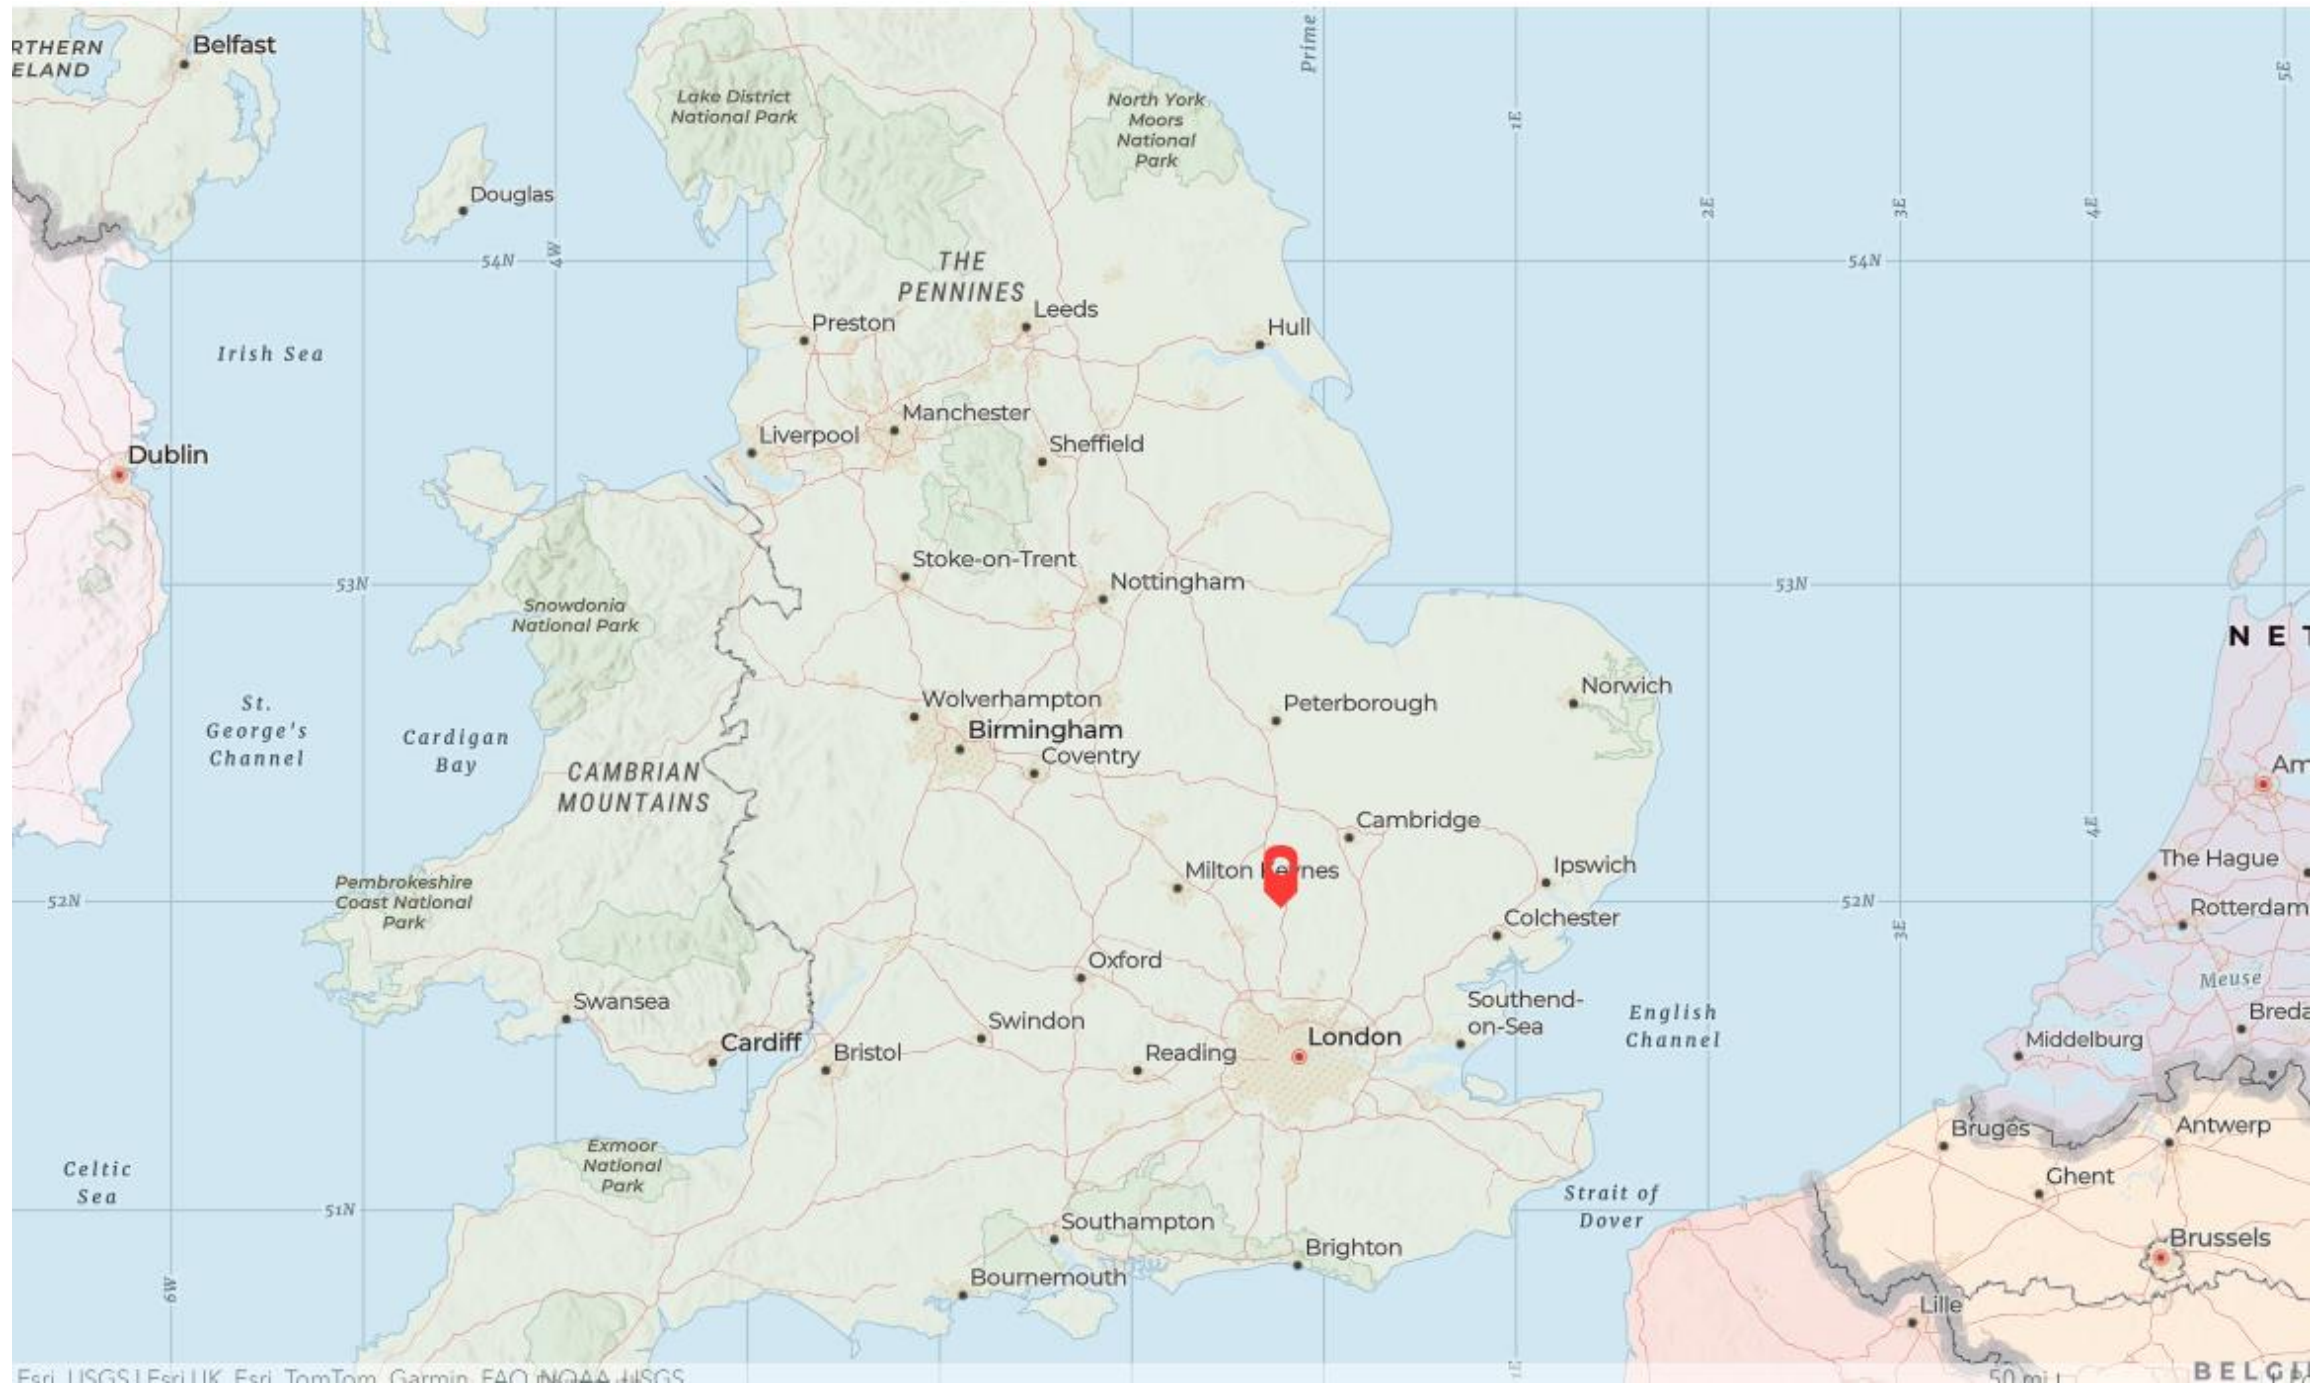 RTHERN
ELAND
Belfast
Prime
5E
Lake District
National Park
North York
Moors
National
Park
1E
2E
3E
4E
Douglas
54N
4W
THE
PENNINES
54N
Leeds
Preston
Hull
Irish Sea
Manchester
Liverpool
Sheffield
Dublin
Stoke-on-Trent
53N
Nottingham
53N
Snowdonia
National Park
NET
Norwich
Wolverhampton
Peterborough
St.
George's
Channel
Birmingham
Cardigan
Bay
Coventry
Am
CAMBRIAN
MOUNTAINS
Cambridge
4E
Milton Keynes
Ipswich
The Hague
Pembrokeshire
Coast National
Park
52N
52N
Rotterdam
Colchester
3E
Oxford
Meuse
Swansea
Southend-
on-Sea
English
Channel
Breda
Swindon
London
Cardiff
Bristol
Reading
Middelburg
Bruges
Antwerp
Exmoor
National
Park
Celtic
Sea
Ghent
Strait of
Dover
51N
Southampton
Brighton
Brussels
6W
Bournemouth
Lille
1E
Esri, USGS | Esri UK, Esri, TomTom, Garmin, FAO, NOAA, USGS
50 mi
BELGI